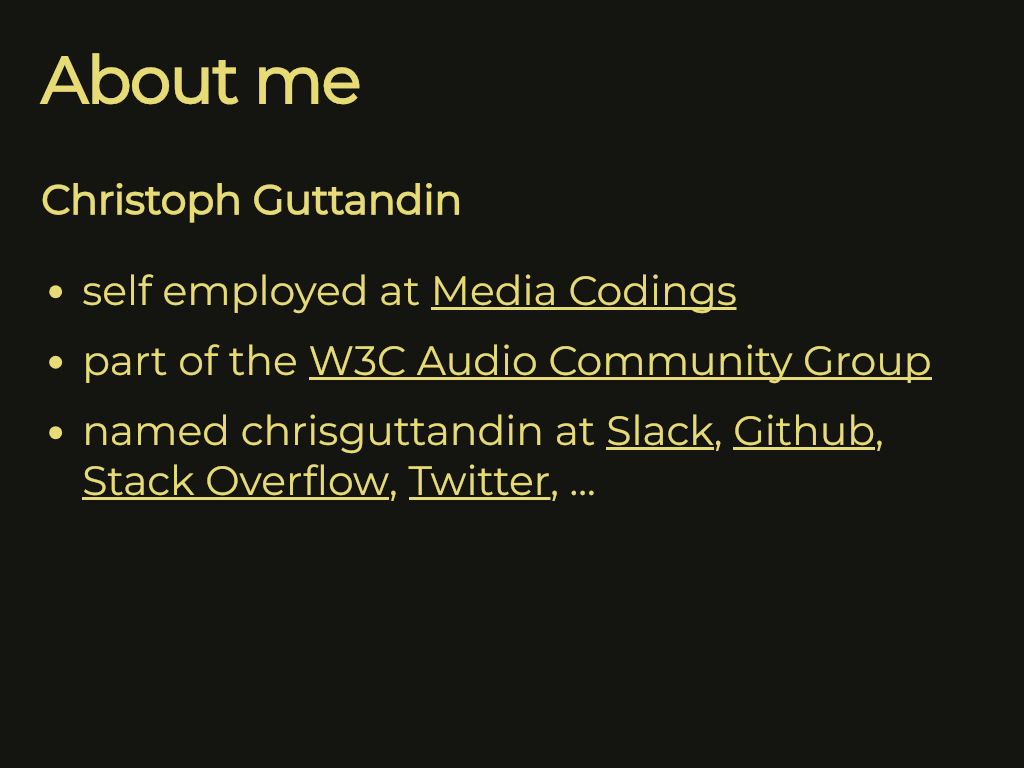 About me
Christoph Guttandin
• self employed at Media Codings
• part of the W3C Audio Community Group
• named chrisguttandin at Slack, Github,
Stack Overflow, Twitter, ...